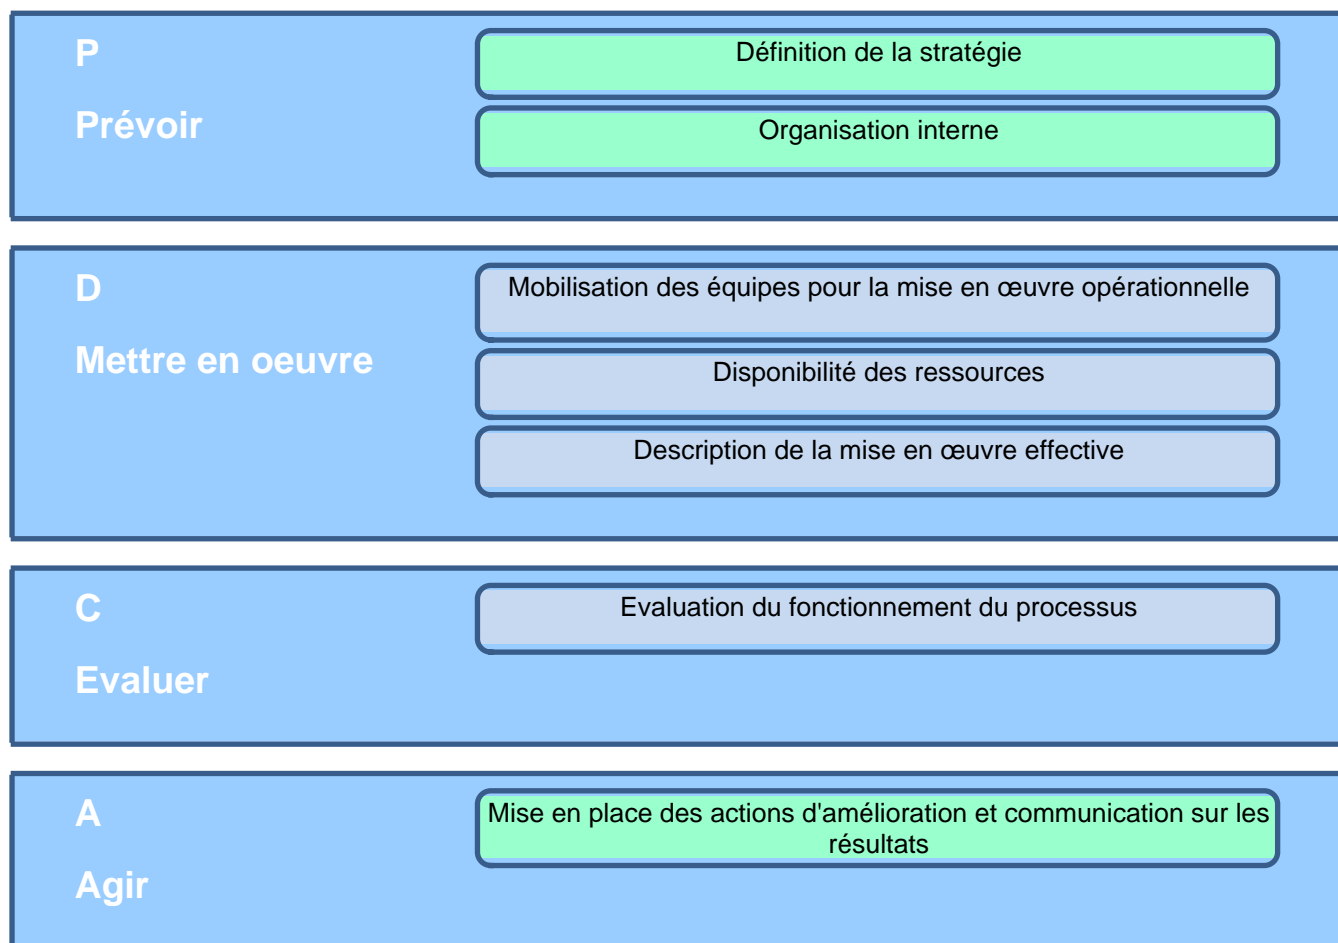 P
Prévoir
Définition de la stratégie
Organisation interne
D
Mettre en oeuvre
Mobilisation des équipes pour la mise en œuvre opérationnelle
Disponibilité des ressources
Description de la mise en œuvre effective
C
Evaluer
Evaluation du fonctionnement du processus
A
Agir
Mise en place des actions d'amélioration et communication sur les
résultats